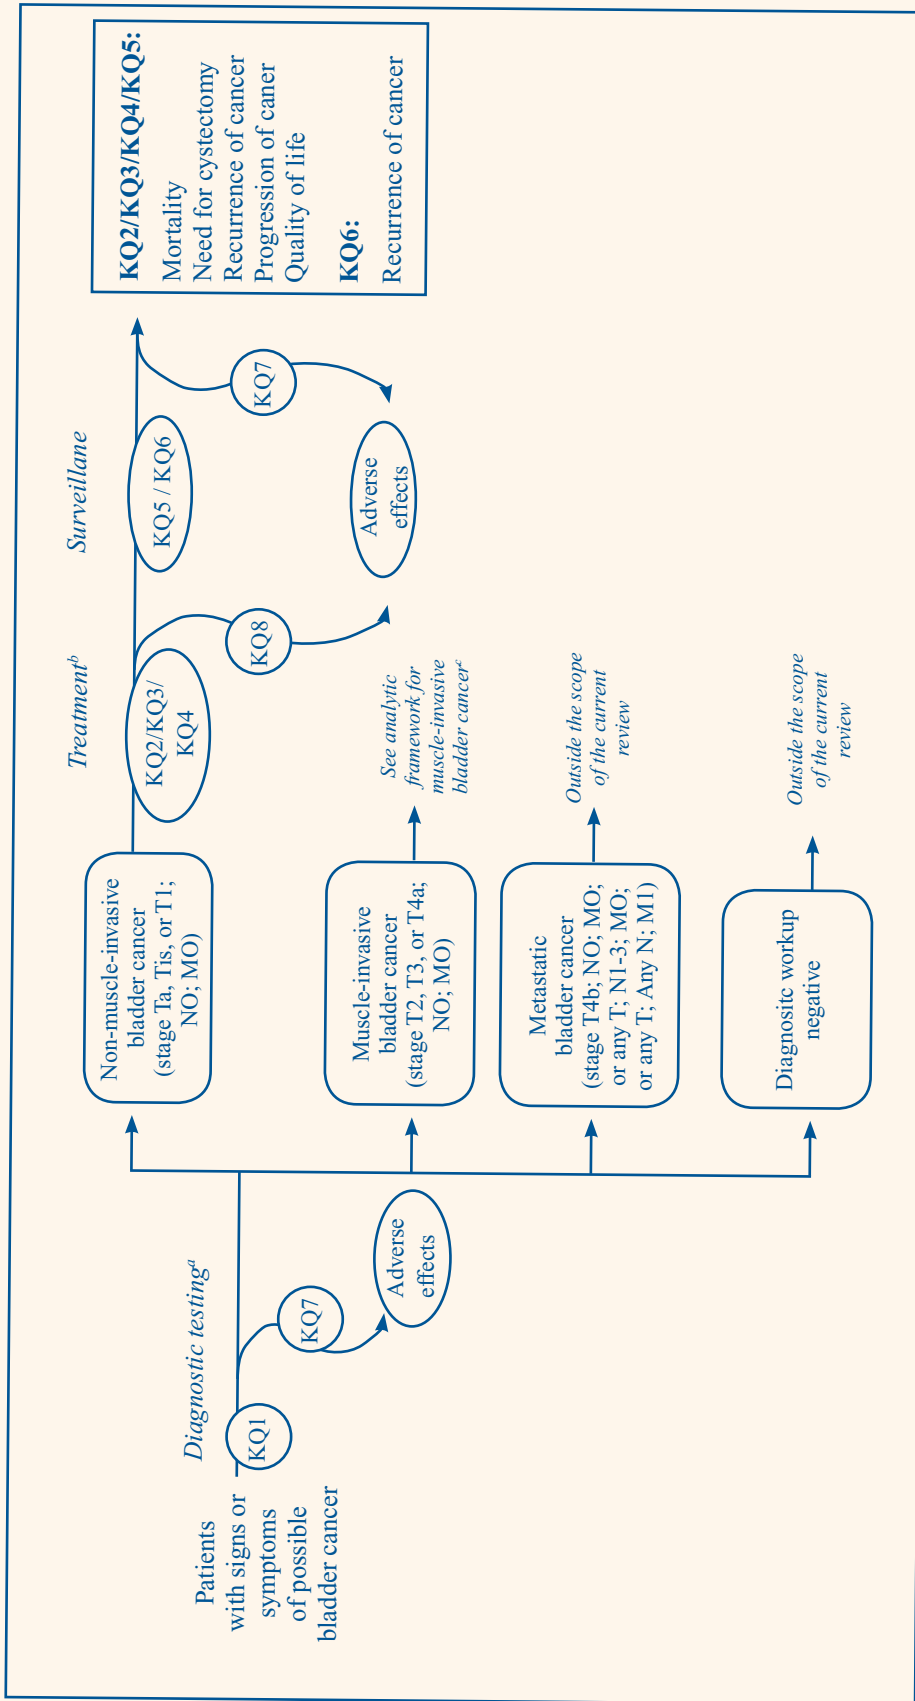 Patients
with signs or
symptoms
of possible
bladder cancer
Diagnostic testingᵃ
KQ1
KQ7
Adverse
effects
Non-muscle-invasive
bladder cancer
(stage Ta, Tis, or T1;
NO; MO)
Muscle-invasive
bladder cancer
(stage T2, T3, or T4a;
NO; MO)
Metastatic
bladder cancer
(stage T4b; NO; MO;
or any T; N1-3; MO;
or any T; Any N; M1)
Diagnositc workup
negative
Treatmentᵇ
KQ2/KQ3/
KQ4
KQ8
See analytic
framework for
muscle-invasive
bladder cancerᶜ
Outside the scope
of the current
review
Outside the scope
of the current
review
Surveillane
KQ5 / KQ6
KQ7
Adverse
effects
KQ2/KQ3/KQ4/KQ5:
Mortality
Need for cystectomy
Recurrence of cancer
Progression of caner
Quality of life
KQ6:
Recurrence of cancer